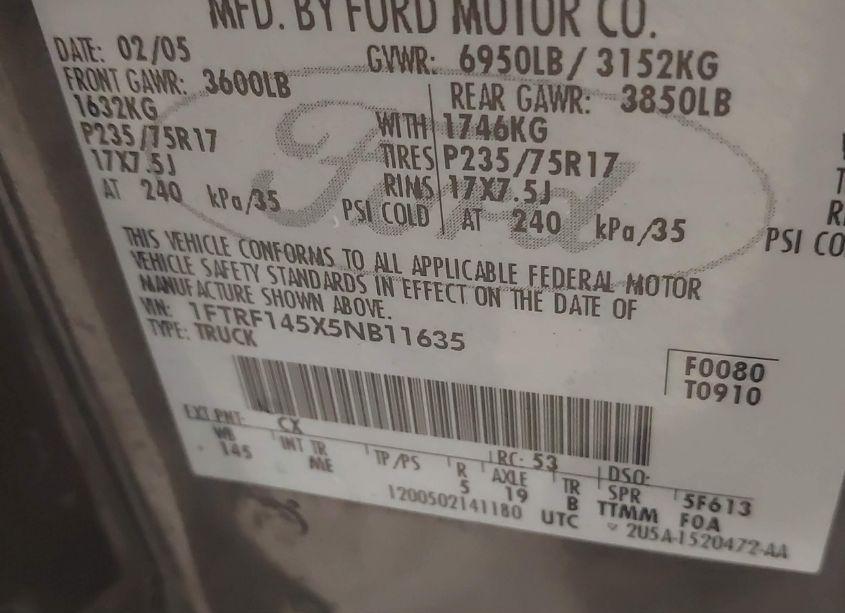 MFD. BY FORD MOTOR CO.
DATE: 02/05 GVWR: 6950LB/ 3152KG
FRONT GAWR: 3600LB REAR GAWR: 3850LB
1632KG WITH 1746KG
P235/75R17 TIRES P235/75R17
17X7.5J RIMS 17X7.5J
AT 240 kPa/35 PSI COLD AT 240 kPa/35 PSI CO
THIS VEHICLE CONFORMS TO ALL APPLICABLE FEDERAL MOTOR
VEHICLE SAFETY STANDARDS IN EFFECT ON THE DATE OF
MANUFACTURE SHOWN ABOVE.
VIN: 1FTRF145X5NB11635
TYPE: TRUCK
F0080
T0910
EXT PNT: CX RC: 53 DSO:
WB INT TR TP/PS R AXLE TR SPR 5F613
145 ME 5 19 B TTMM FOA
1200502141180 UTC 2U5A-1520472-AA
Ford